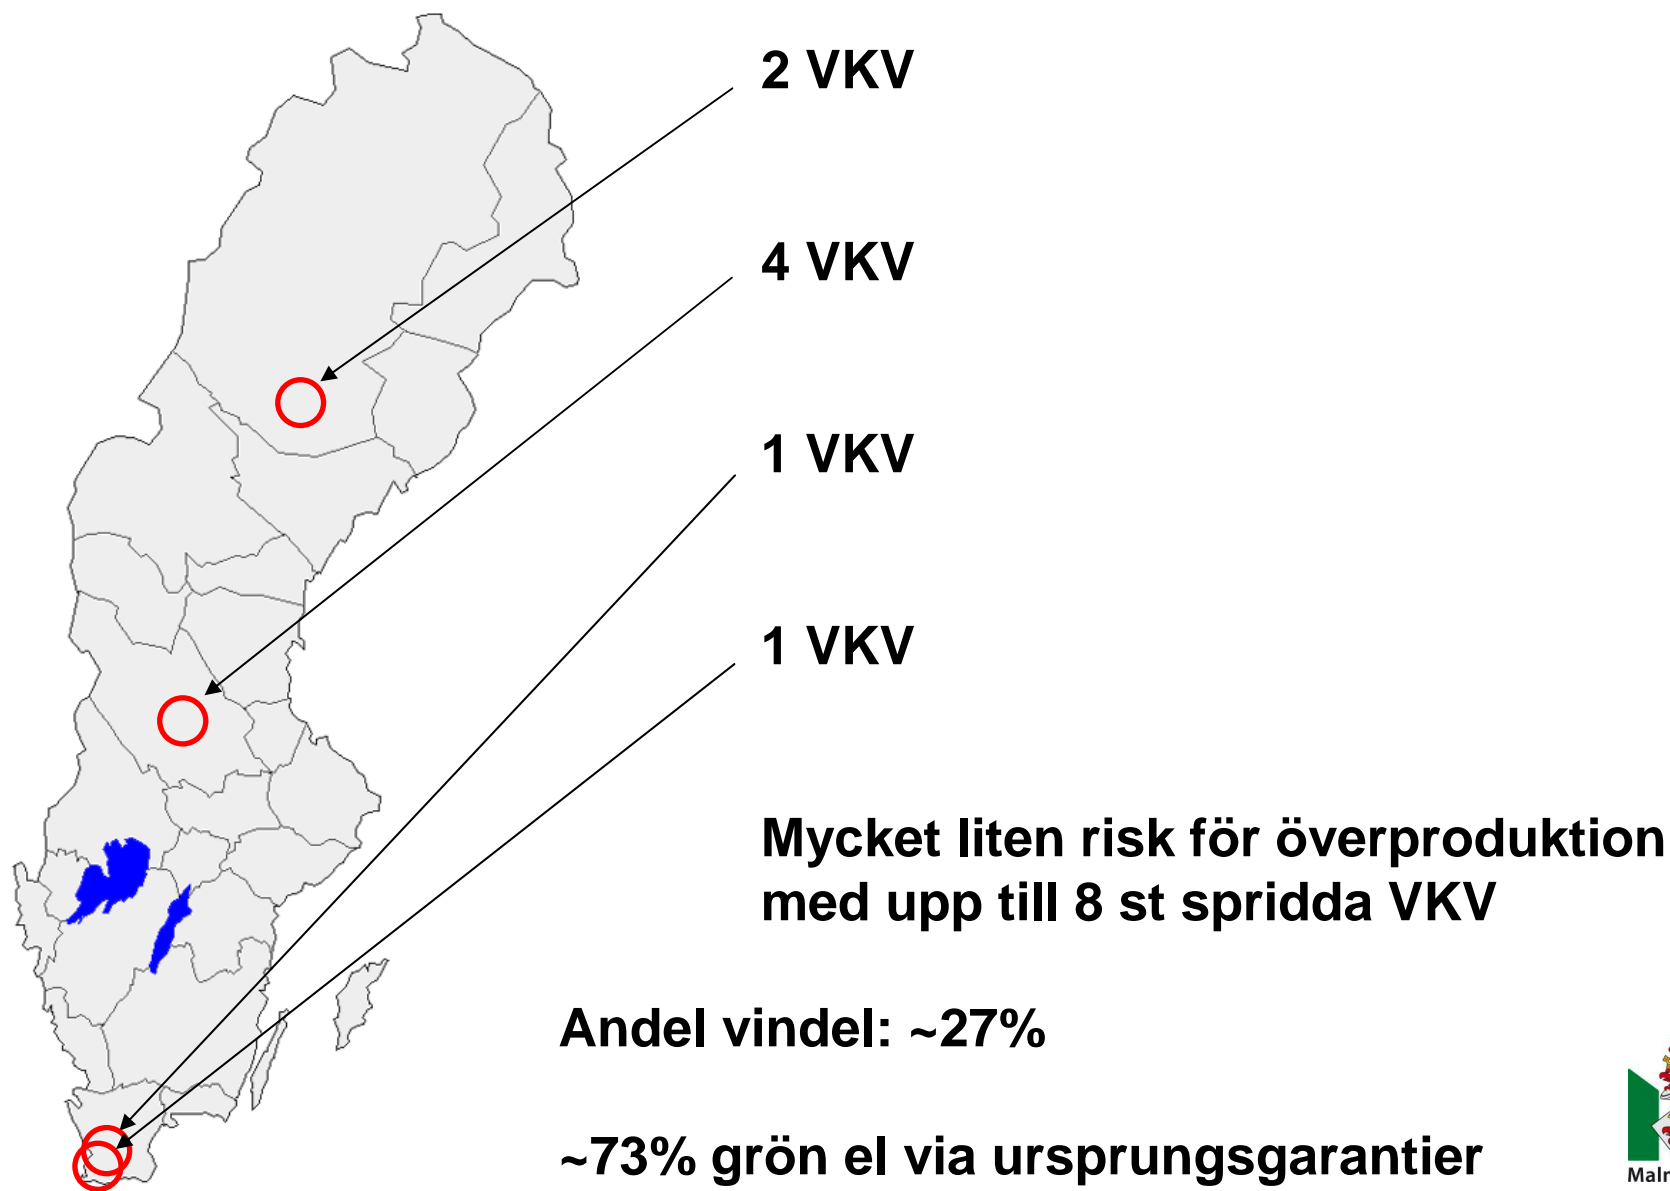 2 VKV
4 VKV
1 VKV
1 VKV
Mycket liten risk för överproduktion
med upp till 8 st spridda VKV
Andel vindel: ~27%
~73% grön el via ursprungsgarantier